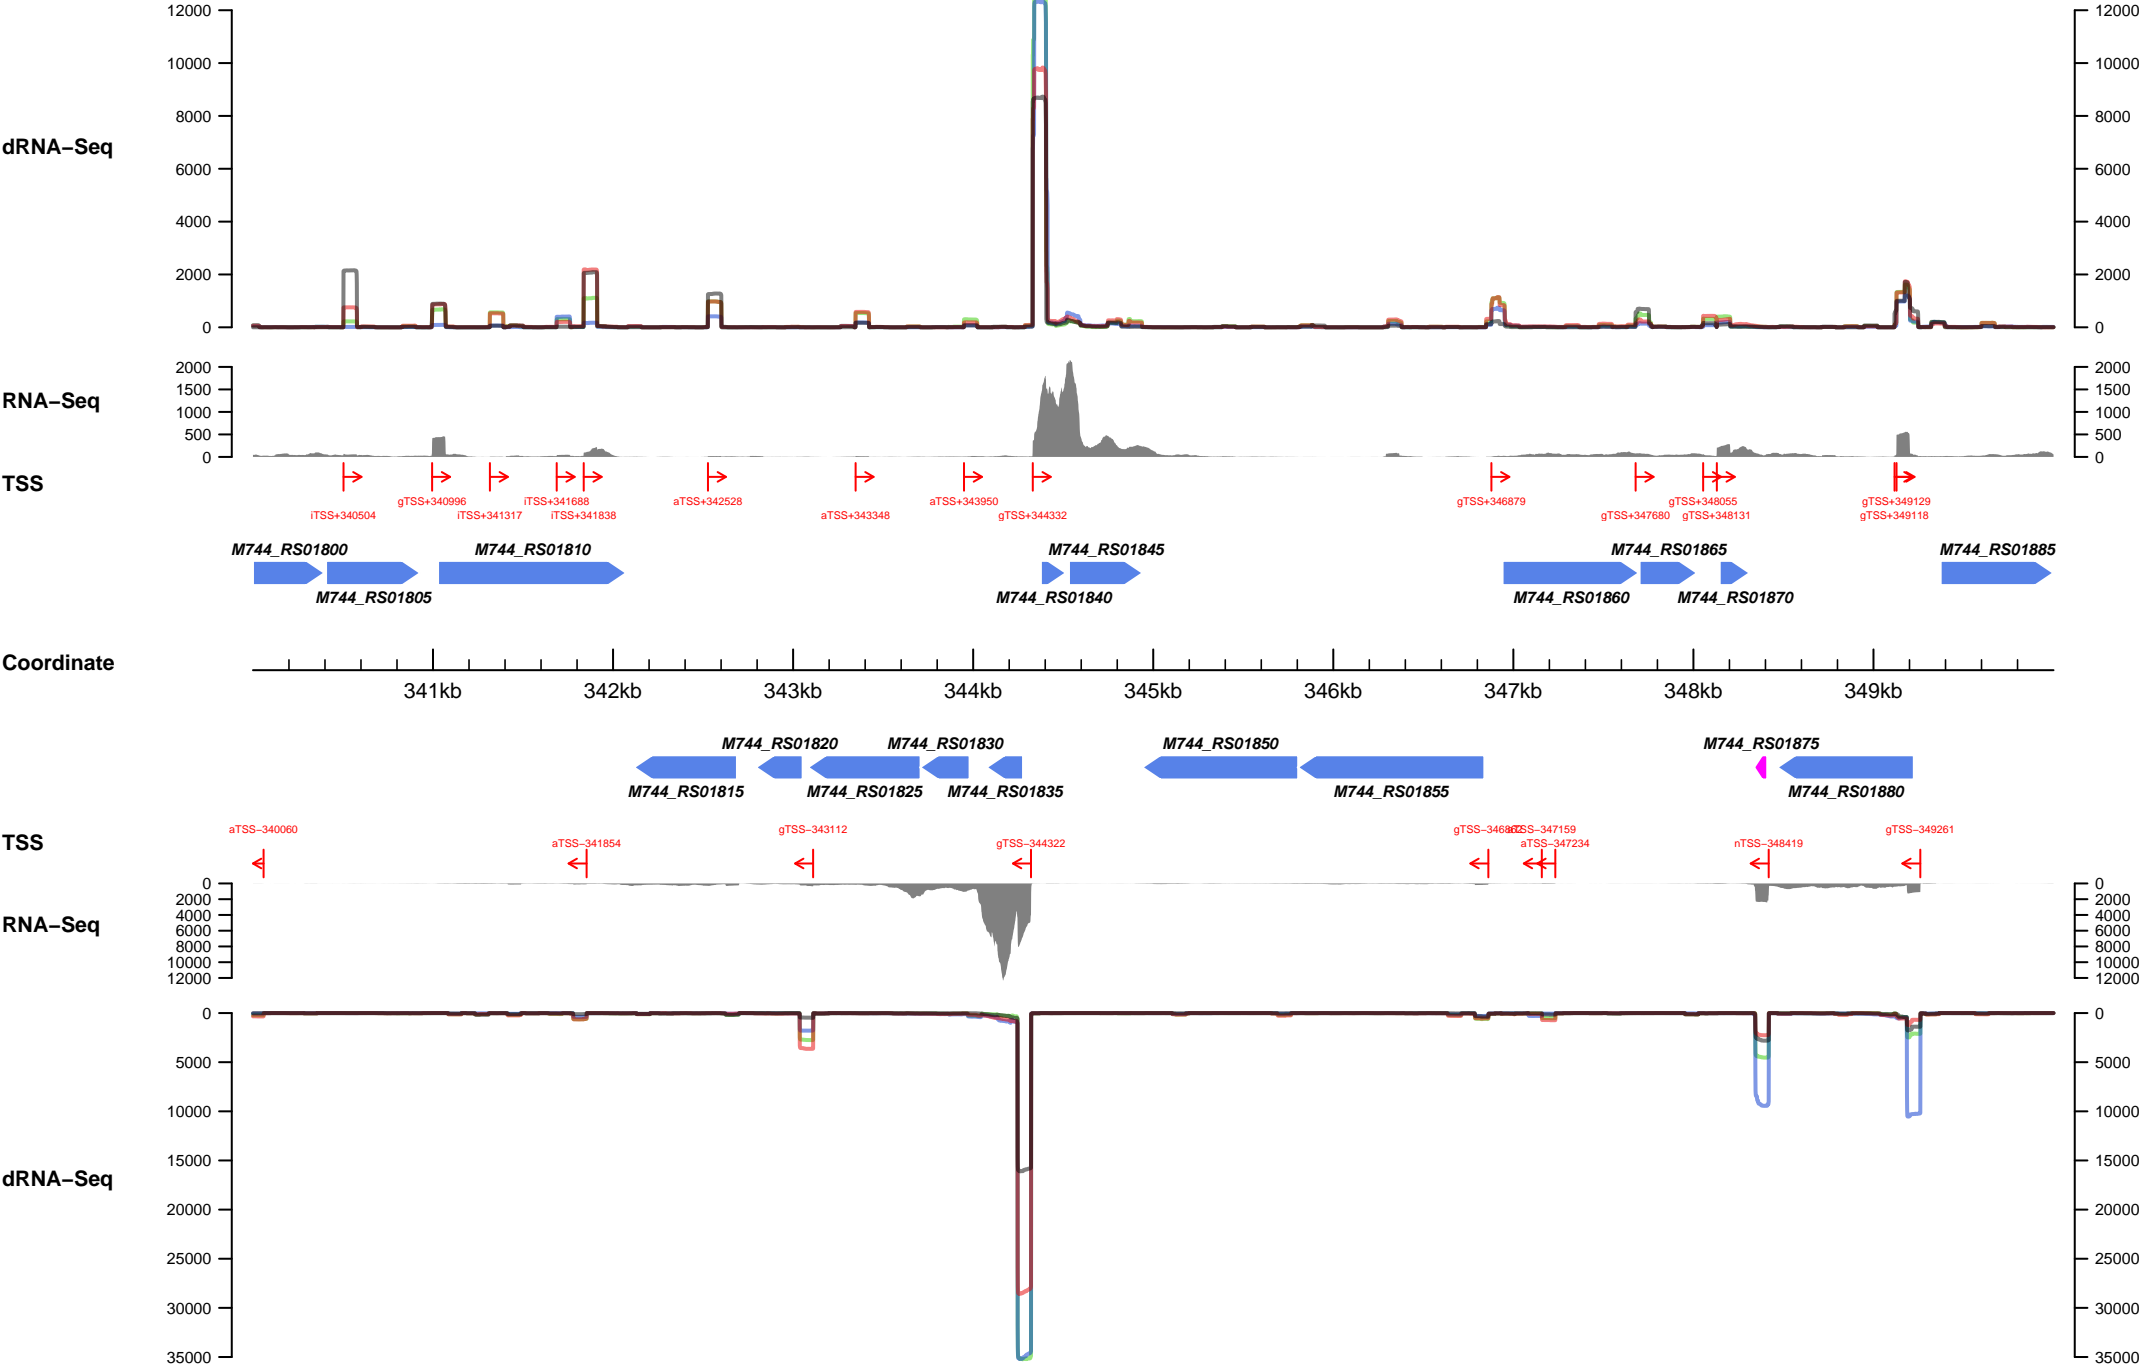 12000 12000
10000 10000
8000 8000
dRNA–Seq
6000 6000
4000 4000
2000 2000
0 0
2000 2000
1500 1500
RNA–Seq
1000 1000
500 500
0 0
TSS
gTSS+340996 iTSS+341688 aTSS+342528 aTSS+343950 gTSS+346879 gTSS+348055 gTSS+349129
iTSS+340504 iTSS+341317 iTSS+341838 aTSS+343348 gTSS+344332 gTSS+347680 gTSS+348131 gTSS+349118
M744_RS01800 M744_RS01810 M744_RS01845 M744_RS01865 M744_RS01885
M744_RS01805 M744_RS01840 M744_RS01860 M744_RS01870
Coordinate
341kb 342kb 343kb 344kb 345kb 346kb 347kb 348kb 349kb
M744_RS01820 M744_RS01830 M744_RS01850 M744_RS01875
M744_RS01815 M744_RS01825 M744_RS01835 M744_RS01855 M744_RS01880
aTSS–340060 gTSS–343112 aTSS–347159 gTSS–349261
TSS
aTSS–341854 gTSS–344322 aTSS–347234 nTSS–348419
0 0
2000 2000
4000 4000
RNA–Seq
6000 6000
8000 8000
10000 10000
12000 12000
0 0
5000 5000
10000 10000
15000 15000
dRNA–Seq
20000 20000
25000 25000
30000 30000
35000 35000